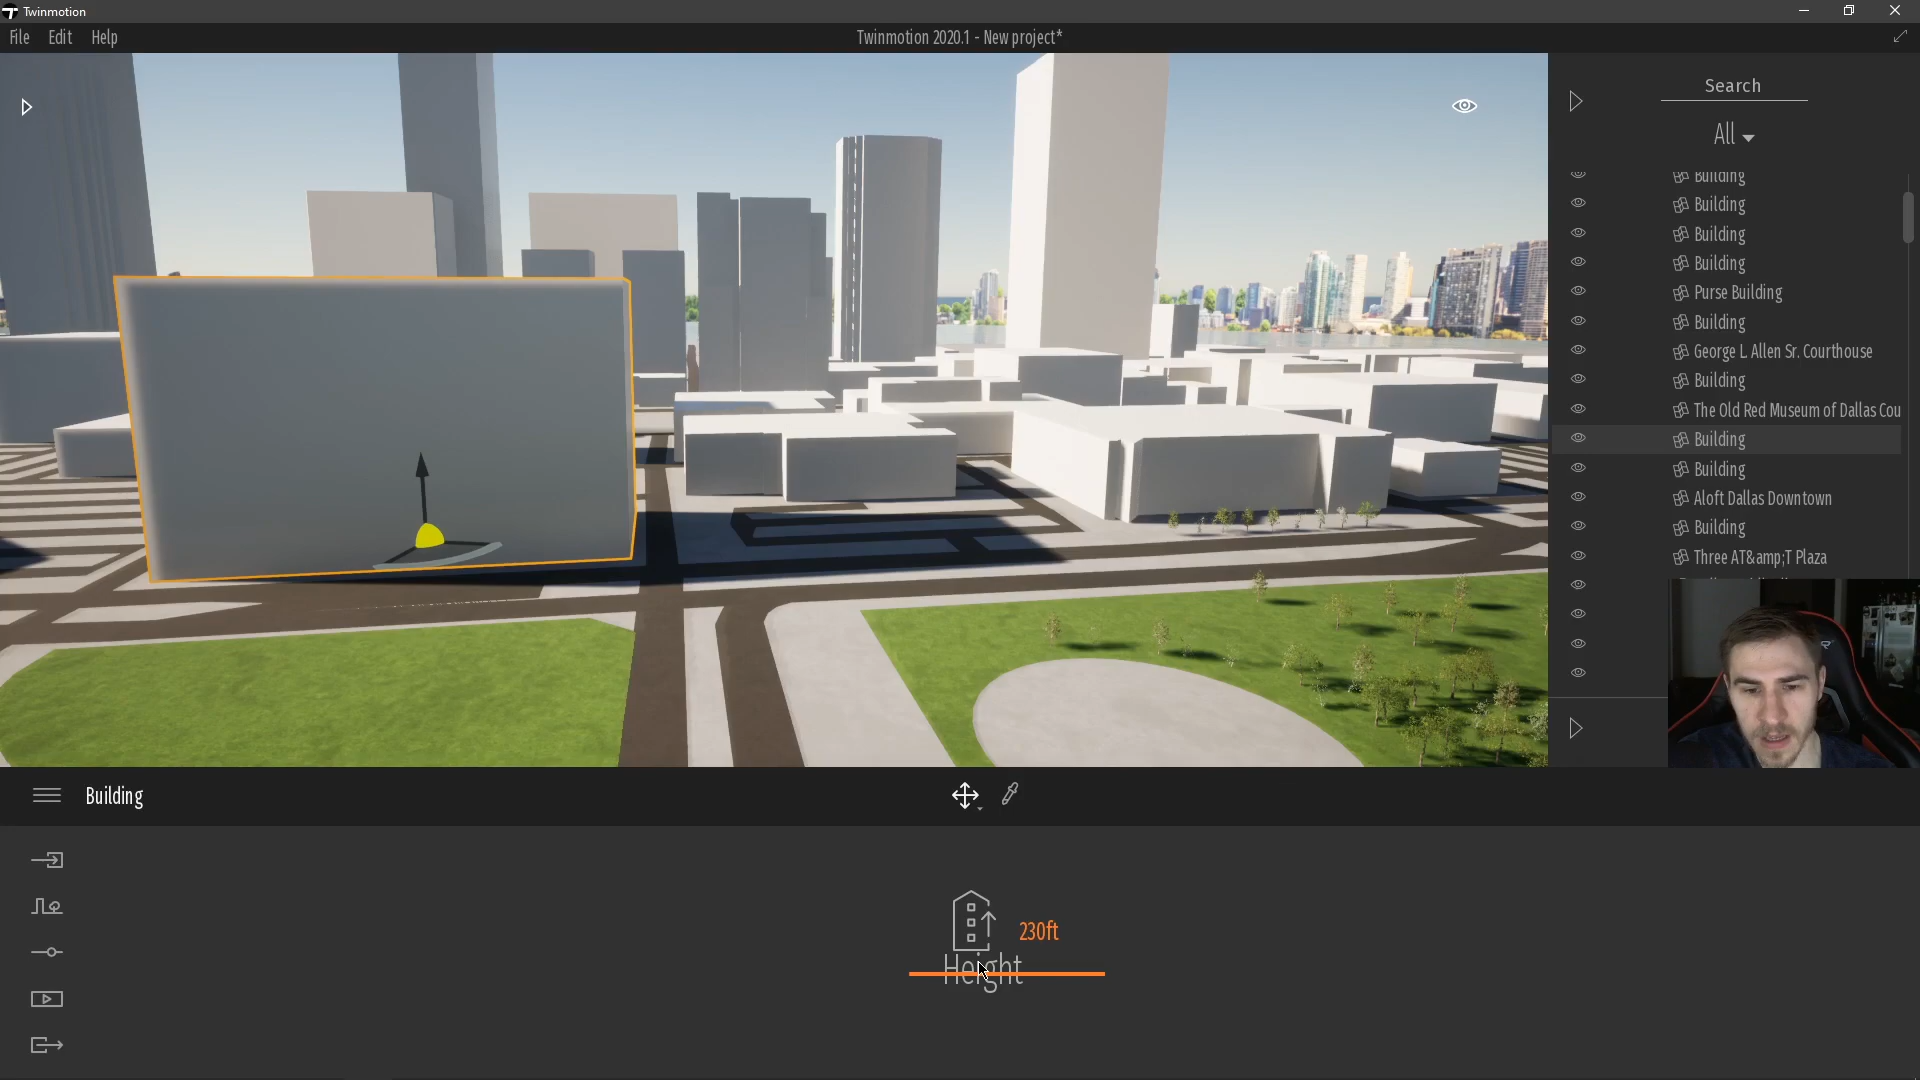 Twinmotion
File Edit Help
Twinmotion 2020.1 - New project*
Search
All
Building
Building
Building
Building
Purse Building
Building
George L. Allen Sr. Courthouse
Building
The Old Red Museum of Dallas Cou
Building
Building
Aloft Dallas Downtown
Building
Three AT&amp;T Plaza
Building
230ft
Height